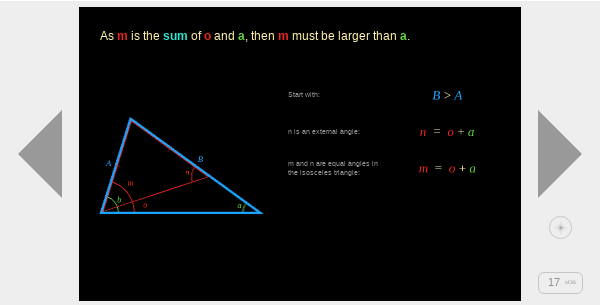 As m is the sum of o and a, then m must be larger than a.
Start with:
B > A
n is an external angle:
n = o + a
m and n are equal angles in
the isosceles triangle:
m = o + a
A
B
m
n
b
o
a
17 of 36